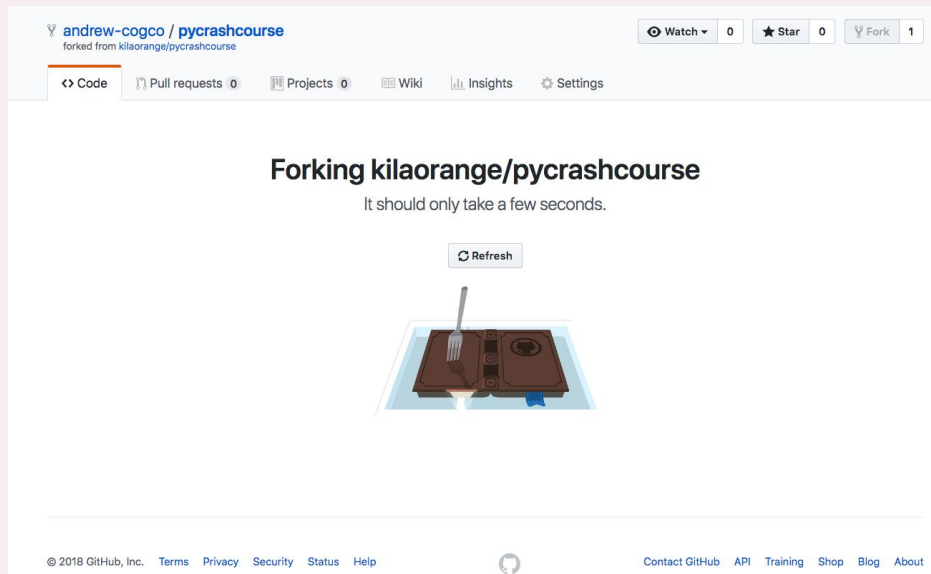 andrew-cogco / pycrashcourse
forked from kilaorange/pycrashcourse
Watch 0 Star 0 Fork 1
Code Pull requests 0 Projects 0 Wiki Insights Settings
Forking kilaorange/pycrashcourse
It should only take a few seconds.
Refresh
© 2018 GitHub, Inc. Terms Privacy Security Status Help Contact GitHub API Training Shop Blog About